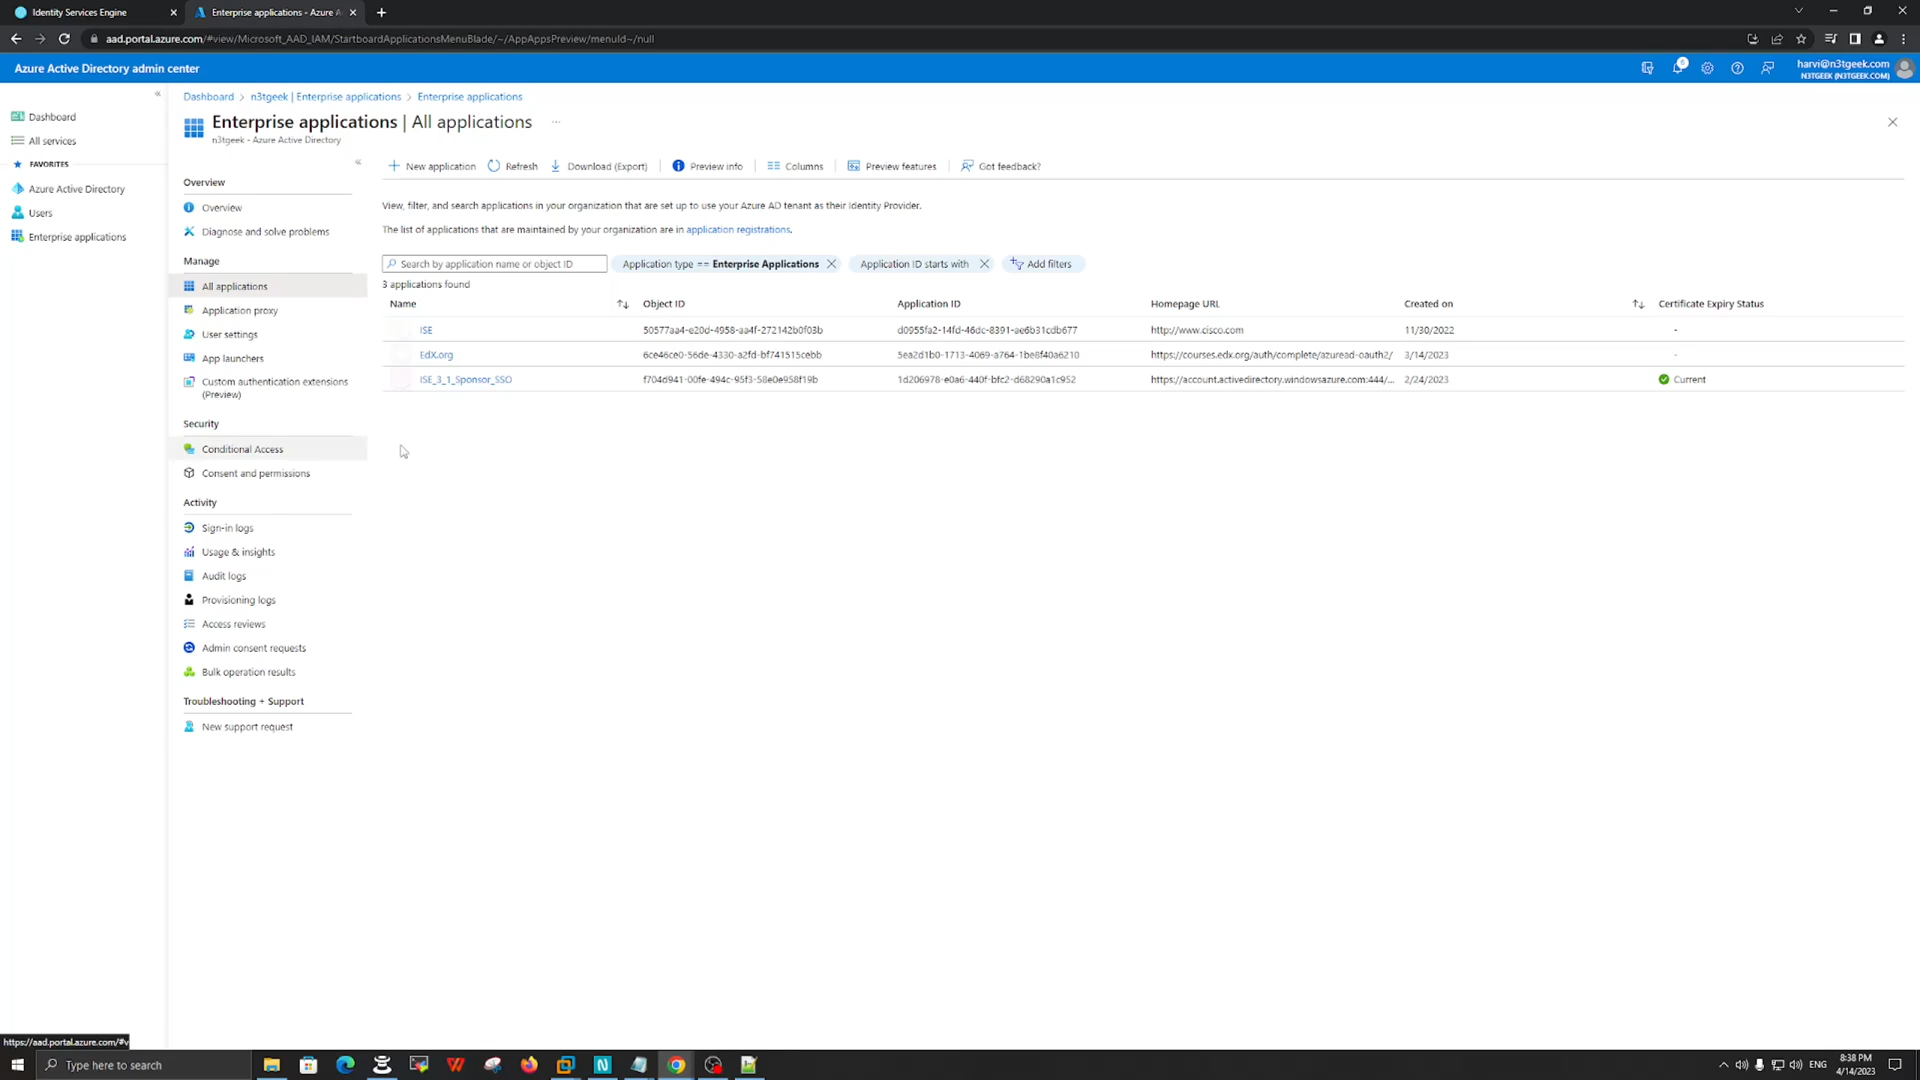 Identity Services Engine
Enterprise applications - Azure A
aad.portal.azure.com/#view/Microsoft_AAD_IAM/StartboardApplicationsMenuBlade/~/AppAppsPreview/menuId~/null
Azure Active Directory admin center
6
harvi@n3tgeek.com
N3TGEEK (N3TGEEK.COM)
Dashboard > n3tgeek | Enterprise applications > Enterprise applications
Enterprise applications | All applications ...
n3tgeek - Azure Active Directory
Dashboard
All services
FAVORITES
Azure Active Directory
Users
Enterprise applications
Overview
Overview
Diagnose and solve problems
Manage
All applications
Application proxy
User settings
App launchers
Custom authentication extensions
(Preview)
Security
Conditional Access
Consent and permissions
Activity
Sign-in logs
Usage & insights
Audit logs
Provisioning logs
Access reviews
Admin consent requests
Bulk operation results
Troubleshooting + Support
New support request
New application Refresh Download (Export) Preview info Columns Preview features Got feedback?
View, filter, and search applications in your organization that are set up to use your Azure AD tenant as their Identity Provider.
The list of applications that are maintained by your organization are in application registrations.
Search by application name or object ID Application type == Enterprise Applications Application ID starts with Add filters
3 applications found
Name Object ID Application ID Homepage URL Created on Certificate Expiry Status
ISE 50577aa4-e20d-4958-aa4f-272142b0f03b d0955fa2-14fd-46dc-8391-ae6b31cdb677 http://www.cisco.com 11/30/2022 -
EdX.org 6ce46ce0-56de-4330-a2fd-bf741515cebb 5ea2d1b0-1713-4069-a764-1be8f40a6210 https://courses.edx.org/auth/complete/azuread-oauth2/ 3/14/2023 -
ISE_3_1_Sponsor_SSO f704d941-00fe-494c-95f3-58e0e958f19b 1d206978-e0a6-440f-bfc2-d68290a1c952 https://account.activedirectory.windowsazure.com:444/... 2/24/2023 Current
https://aad.portal.azure.com/#v
Type here to search
ENG
8:38 PM
4/14/2023